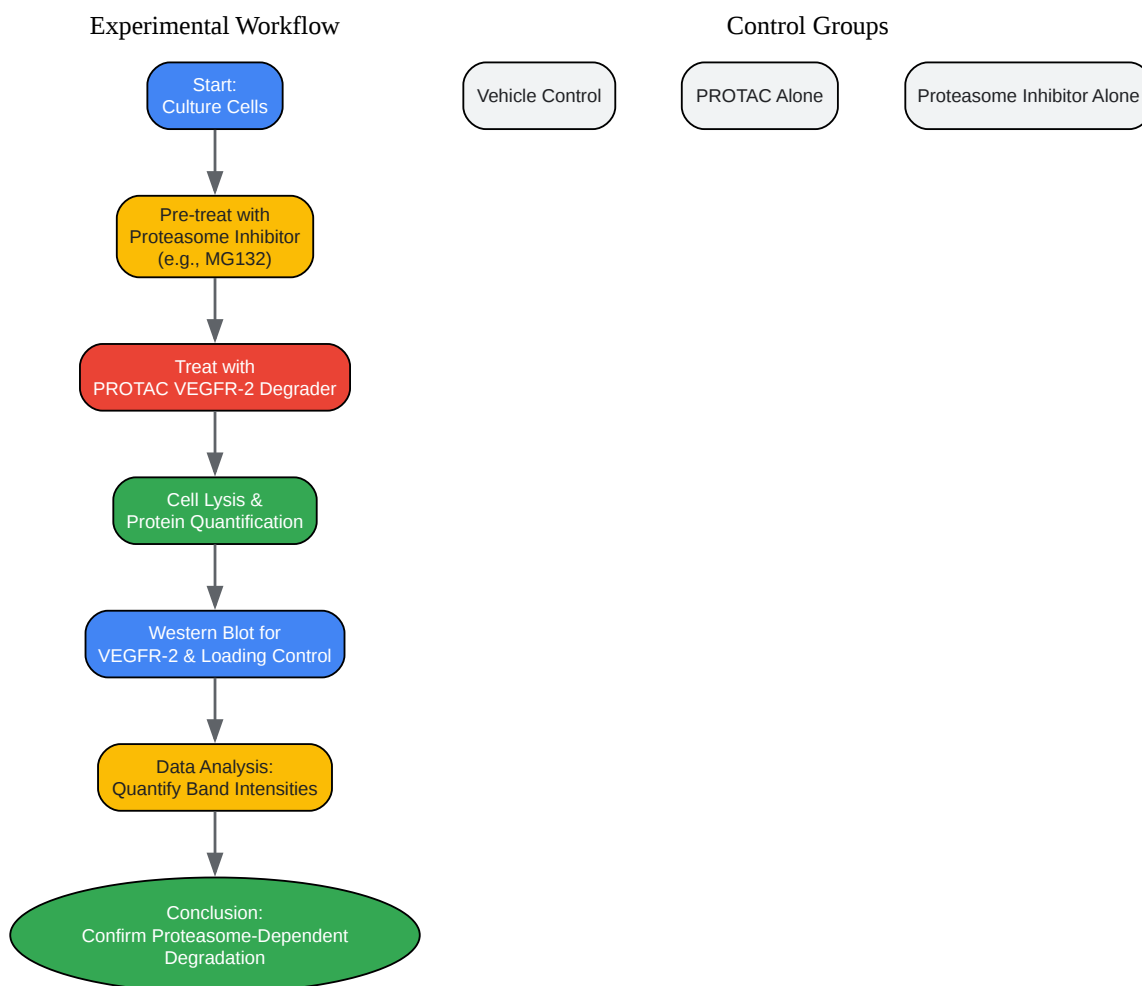 Experimental Workflow
Control Groups
Start:
Culture Cells
Vehicle Control
PROTAC Alone
Proteasome Inhibitor Alone
Pre-treat with
Proteasome Inhibitor
(e.g., MG132)
Treat with
PROTAC VEGFR-2 Degrader
Cell Lysis &
Protein Quantification
Western Blot for
VEGFR-2 & Loading Control
Data Analysis:
Quantify Band Intensities
Conclusion:
Confirm Proteasome-Dependent
Degradation